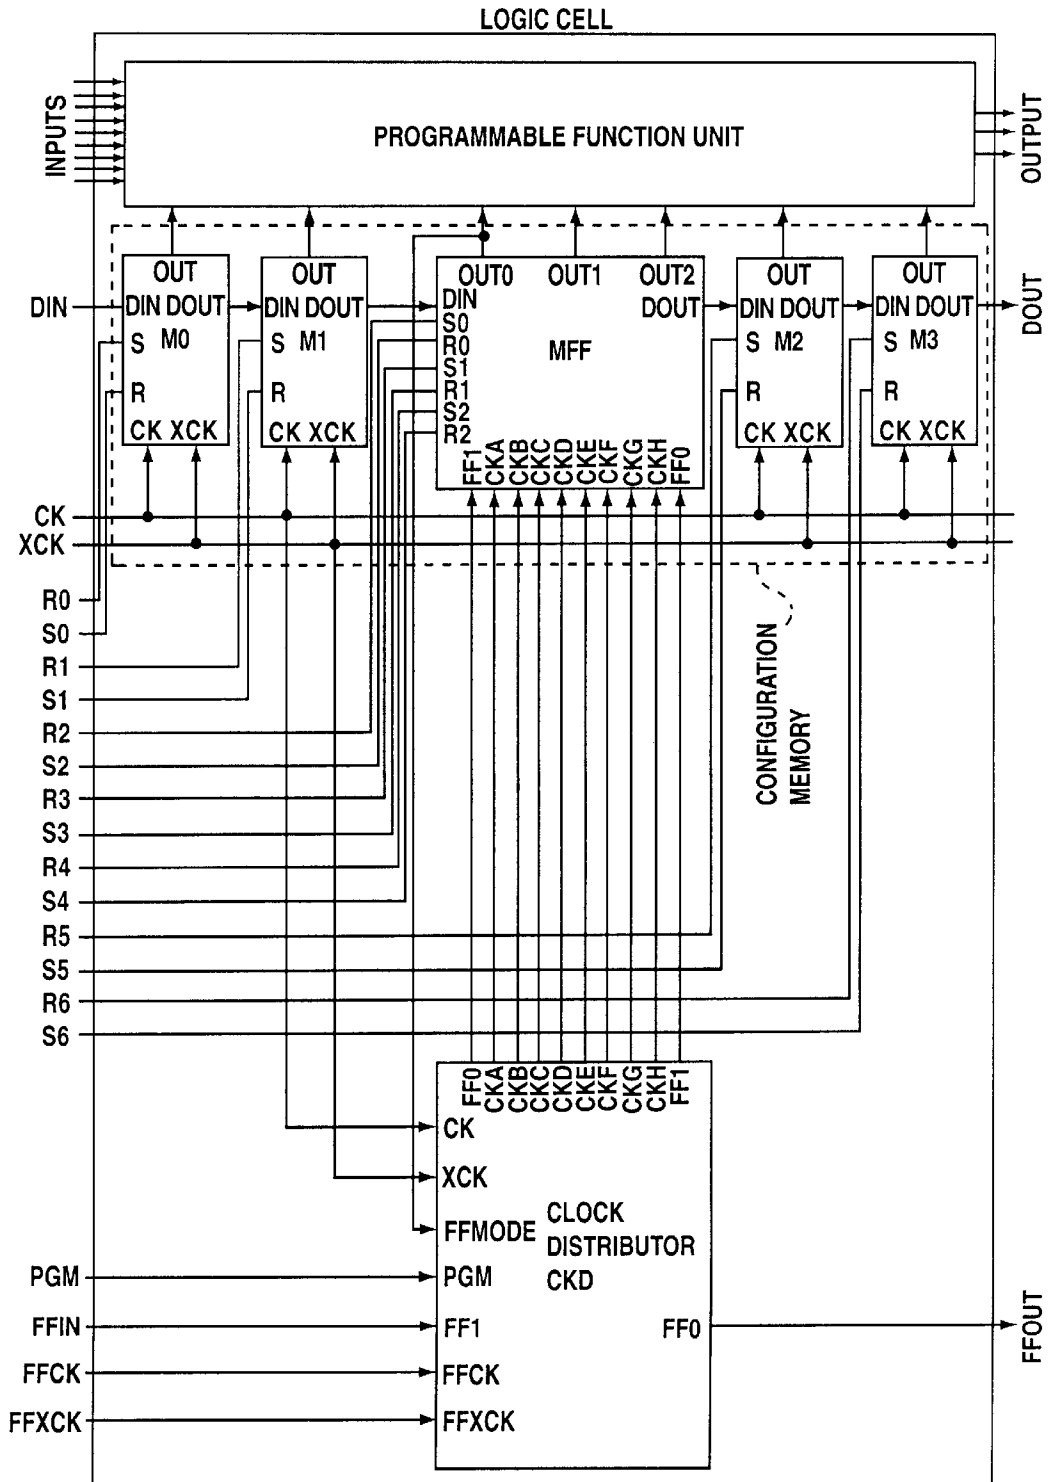 LOGIC CELL
INPUTS
PROGRAMMABLE FUNCTION UNIT
OUTPUT
OUT
OUT
OUT0
OUT1
OUT2
OUT
OUT
DIN
DIN DOUT
DIN DOUT
DIN
DOUT
DIN DOUT
DIN DOUT
DOUT
S M0
R
CK XCK
S M1
R
CK XCK
S0
R0
S1
R1
S2
R2
MFF
FF1
CKA
CKB
CKC
CKD
CKE
CKF
CKG
CKH
FF0
S M2
R
CK XCK
S M3
R
CK XCK
CK
XCK
R0
S0
R1
S1
R2
S2
R3
S3
R4
S4
R5
S5
R6
S6
CONFIGURATION
MEMORY
FF0
CKA
CKB
CKC
CKD
CKE
CKF
CKG
CKH
FF1
CK
XCK
FFMODE
CLOCK
DISTRIBUTOR
CKD
PGM
PGM
FFIN
FF1
FF0
FFOUT
FFCK
FFCK
FFXCK
FFXCK